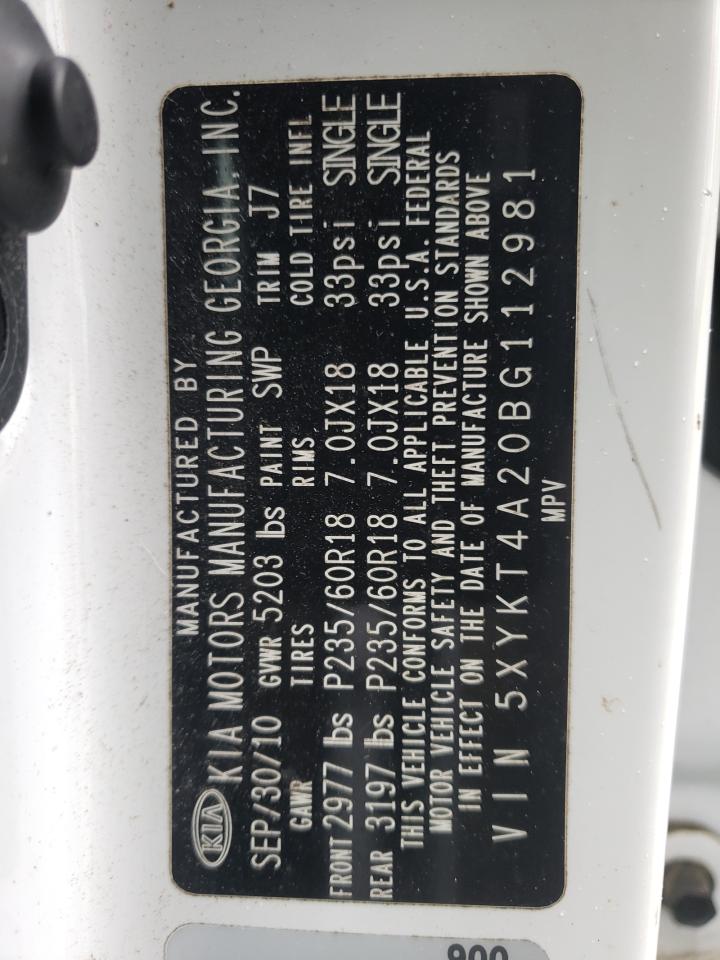 MANUFACTURED BY
KIA KIA MOTORS MANUFACTURING GEORGIA, INC.
SEP/30/10 GVWR 5203 lbs PAINT SWP TRIM J7
GAWR TIRES RIMS COLD TIRE INFL
FRONT 2977 lbs P235/60R18 7.0JX18 33psi SINGLE
REAR 3197 lbs P235/60R18 7.0JX18 33psi SINGLE
THIS VEHICLE CONFORMS TO ALL APPLICABLE U.S.A. FEDERAL
MOTOR VEHICLE SAFETY AND THEFT PREVENTION STANDARDS
IN EFFECT ON THE DATE OF MANUFACTURE SHOWN ABOVE
VIN 5XYKT4A20BG112981
MPV
900